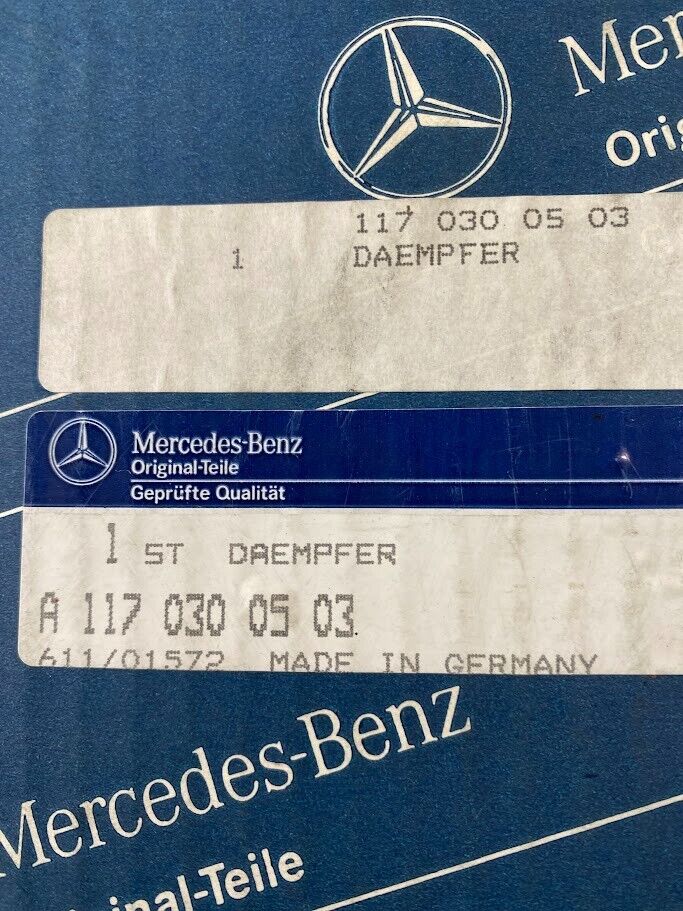 Mer
Orig
117 030 05 03
1 DAEMPFER
Mercedes-Benz
Original-Teile
Geprüfte Qualität
1 ST DAEMPFER
A 117 030 05 03
611/01572 MADE IN GERMANY
Mercedes-Benz
inal-Teile